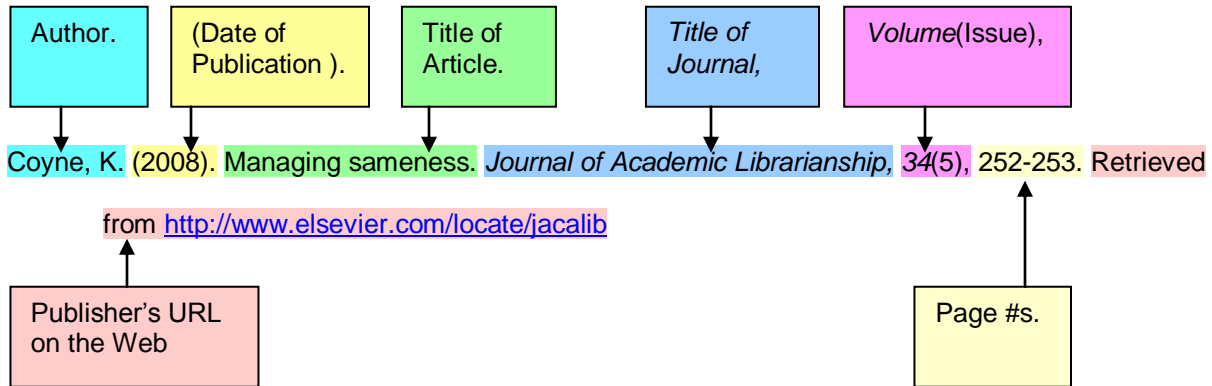 Author.
(Date of
Publication ).
Title of
Article.
Title of
Journal,
Volume(Issue),
Coyne, K. (2008). Managing sameness. Journal of Academic Librarianship, 34(5), 252-253. Retrieved
from http://www.elsevier.com/locate/jacalib
Publisher’s URL
on the Web
Page #s.